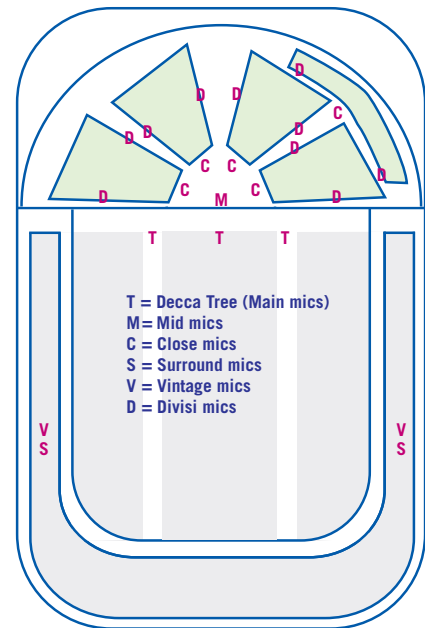 D
D D
C
D D D
D
C C
C C
D M D D
T T T
T = Decca Tree (Main mics)
M = Mid mics
C = Close mics
S = Surround mics
V = Vintage mics
D = Divisi mics
V V
S S